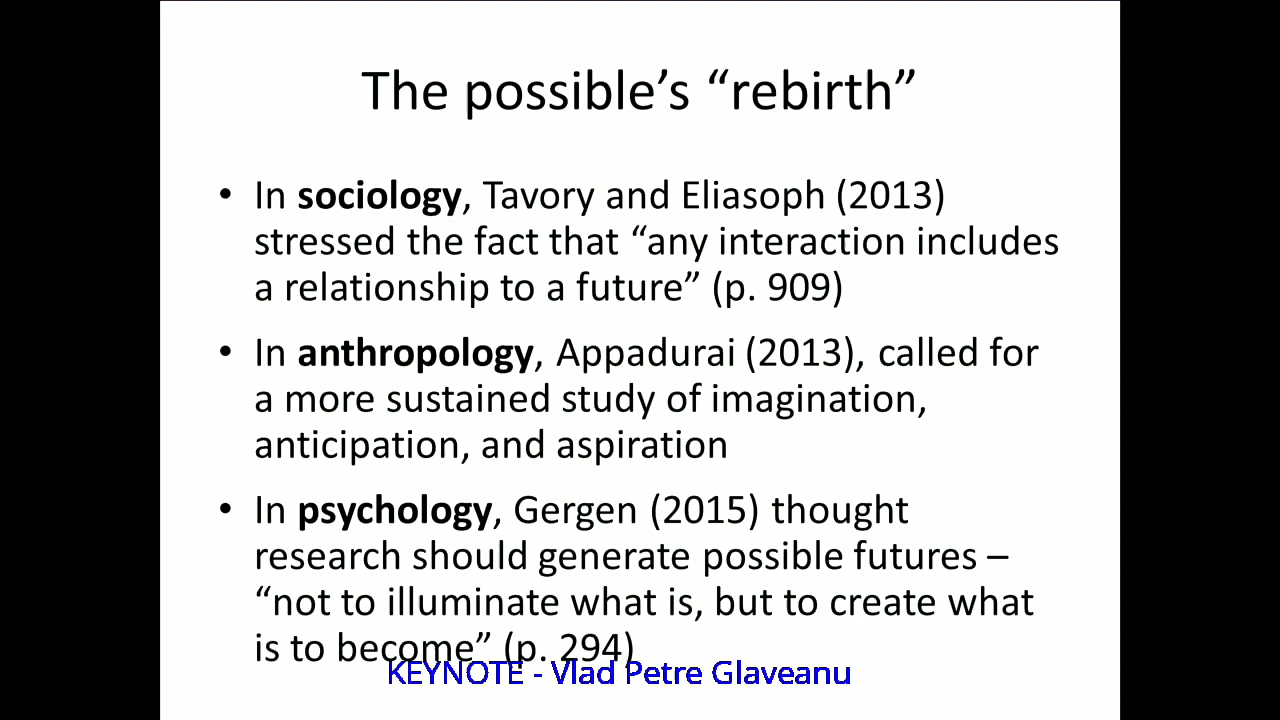 The possible’s “rebirth”
• In sociology, Tavory and Eliasoph (2013)
stressed the fact that “any interaction includes
a relationship to a future” (p. 909)
• In anthropology, Appadurai (2013), called for
a more sustained study of imagination,
anticipation, and aspiration
• In psychology, Gergen (2015) thought
research should generate possible futures –
“not to illuminate what is, but to create what
is to become” (p. 294)
KEYNOTE - Vlad Petre Glaveanu